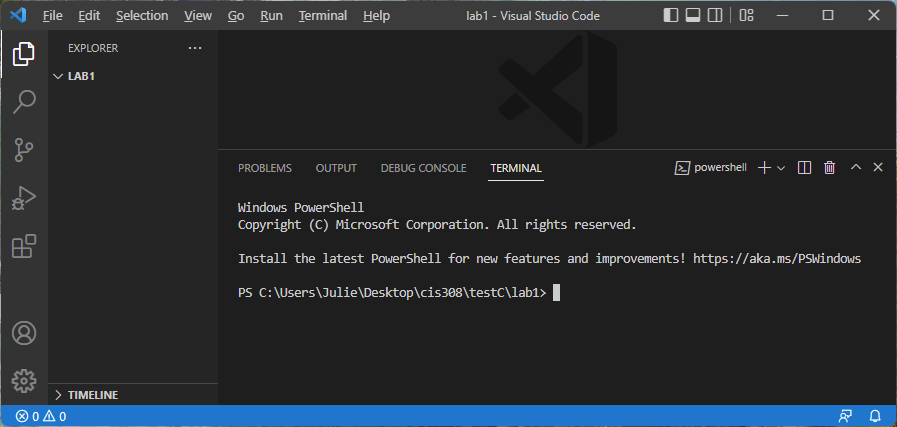 File Edit Selection View Go Run Terminal Help lab1 - Visual Studio Code
EXPLORER ...
LAB1
PROBLEMS OUTPUT DEBUG CONSOLE TERMINAL powershell
Windows PowerShell
Copyright (C) Microsoft Corporation. All rights reserved.
Install the latest PowerShell for new features and improvements! https://aka.ms/PSWindows
PS C:\Users\Julie\Desktop\cis308\testC\lab1>
TIMELINE
0 0